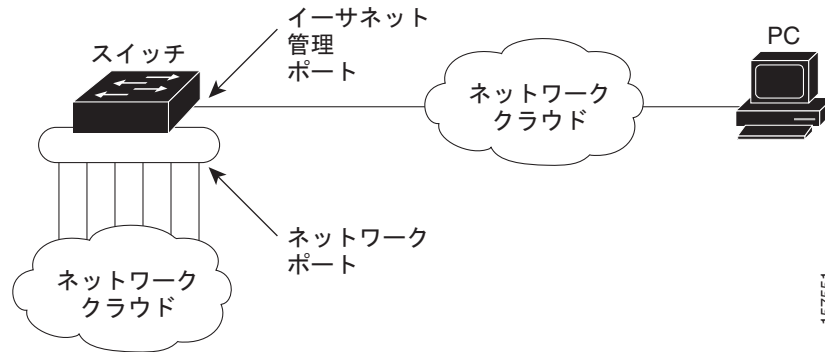 イーサネット
管理
ポート
スイッチ
PC
ネットワーク
クラウド
ネットワーク
ポート
ネットワーク
クラウド
157551